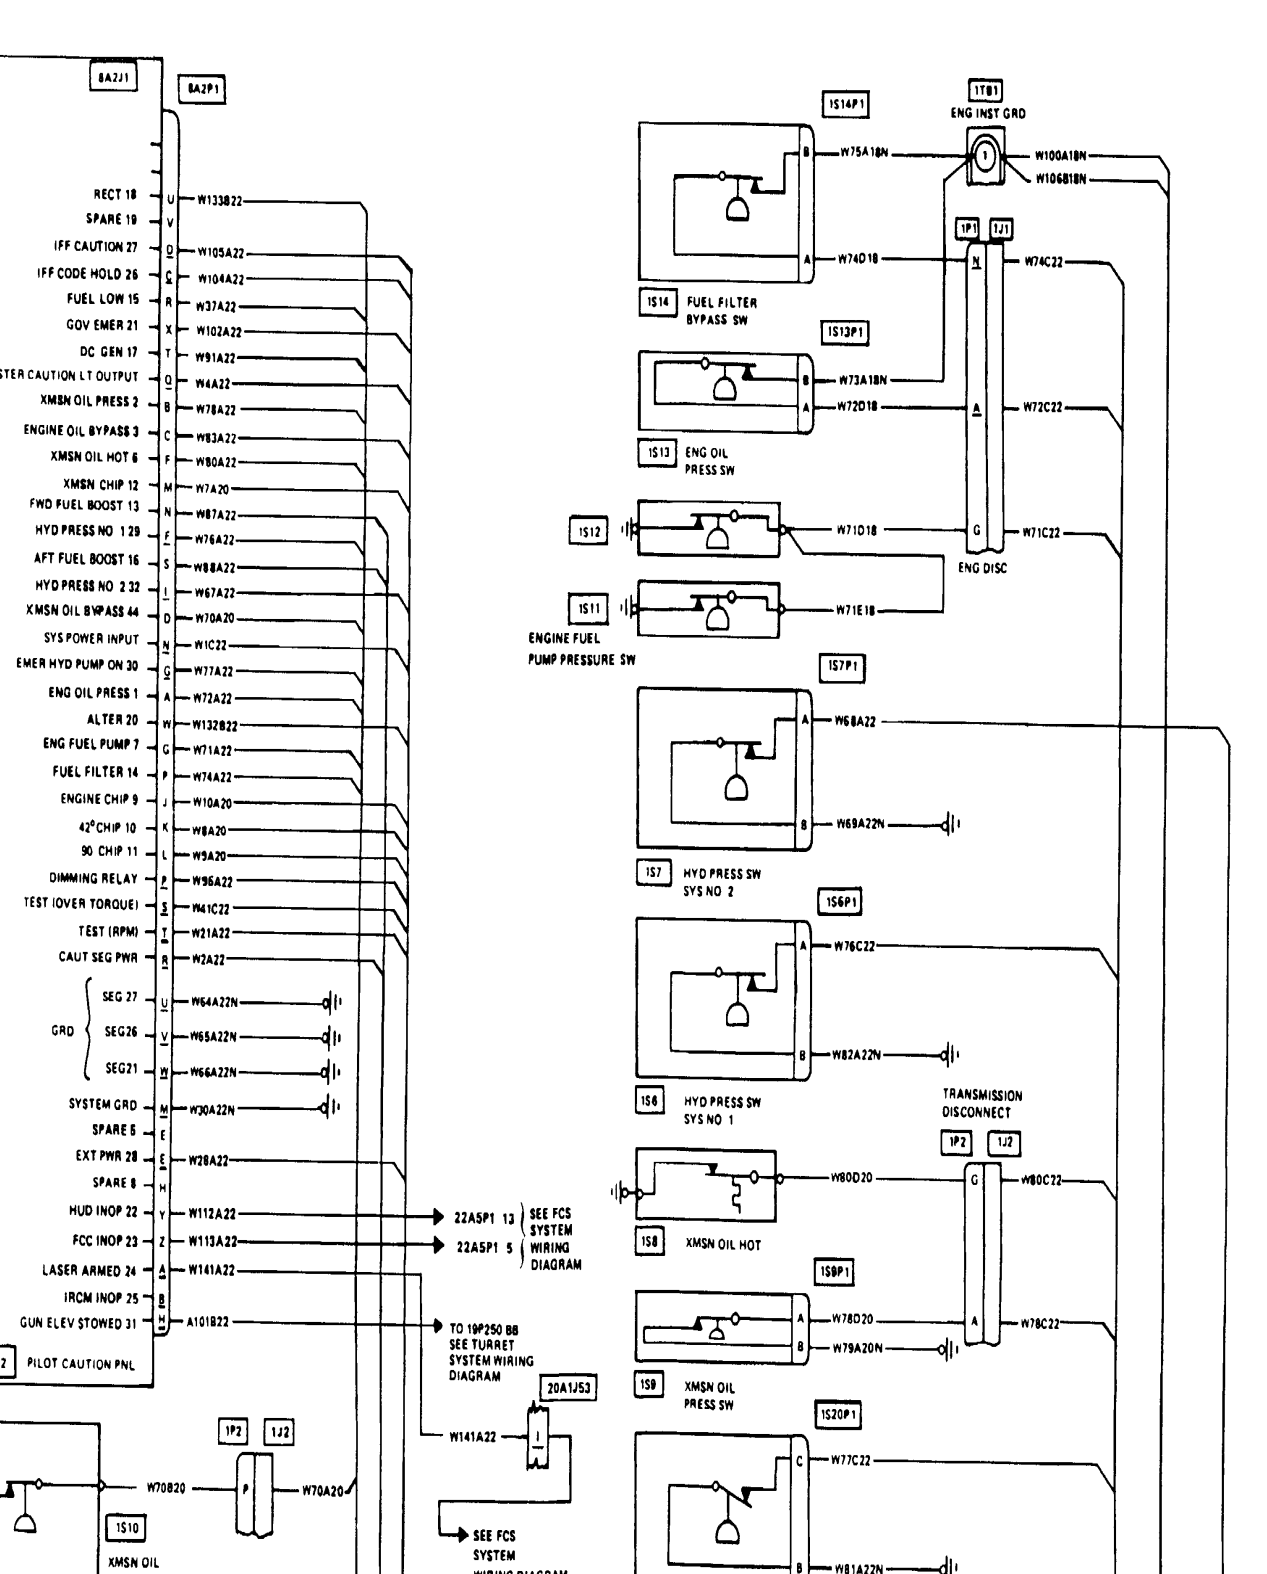 8A2J1
8A2P1
RECT 18 U W133B22
SPARE 19 V
IFF CAUTION 27 D W105A22
IFF CODE HOLD 26 C W104A22
FUEL LOW 15 R W37A22
GOV EMER 21 X W102A22
DC GEN 17 T W91A22
STER CAUTION LT OUTPUT Q W4A22
XMSN OIL PRESS 2 B W78A22
ENGINE OIL BYPASS 3 C W83A22
XMSN OIL HOT 6 F W80A22
XMSN CHIP 12 M W7A20
FWD FUEL BOOST 13 N W87A22
HYD PRESS NO 1 29 F W76A22
AFT FUEL BOOST 16 S W88A22
HYD PRESS NO 2 32 I W67A22
XMSN OIL BYPASS 44 D W70A20
SYS POWER INPUT N W1C22
EMER HYD PUMP ON 30 G W77A22
ENG OIL PRESS 1 A W72A22
ALTER 20 W W132B22
ENG FUEL PUMP 7 G W71A22
FUEL FILTER 14 P W74A22
ENGINE CHIP 9 J W10A20
42° CHIP 10 K W8A20
90 CHIP 11 L W9A20
DIMMING RELAY P W96A22
TEST (OVER TORQUE) S W41C22
TEST (RPM) T W21A22
CAUT SEG PWR R W2A22
GRD
SEG 27 U W64A22N
SEG26 V W65A22N
SEG21 W W66A22N
SYSTEM GRD M W30A22N
SPARE 5 E
EXT PWR 28 E W28A22
SPARE 8 H
HUD INOP 22 Y W112A22 22A5P1 13
FCC INOP 23 Z W113A22 22A5P1 5
SEE FCS
SYSTEM
WIRING
DIAGRAM
LASER ARMED 24 A W141A22
IRCM INOP 25 B
GUN ELEV STOWED 31 H A101B22
TO 19P250 BB
SEE TURRET
SYSTEM WIRING
DIAGRAM
2 PILOT CAUTION PNL
20A1J53
W141A22 I
SEE FCS
SYSTEM
WIRING DIAGRAM
1P2 1J2
W70B20 P W70A20
1S10
XMSN OIL
1S14P1
B W75A18N
A W74D18
1S14 FUEL FILTER
BYPASS SW
1TB1
ENG INST GRD
1 W100A18N
W106B18N
1P1 1J1
N W74C22
A W72C22
G W71C22
ENG DISC
1S13P1
B W73A18N
A W72D18
1S13 ENG OIL
PRESS SW
1S12 W71D18
1S11 W71E18
ENGINE FUEL
PUMP PRESSURE SW
1S7P1
A W68A22
B W69A22N
1S7 HYD PRESS SW
SYS NO 2
1S6P1
A W76C22
B W82A22N
1S6 HYD PRESS SW
SYS NO 1
TRANSMISSION
DISCONNECT
1P2 1J2
W80D20 G W80C22
1S8 XMSN OIL HOT
1S9P1
A W78D20 A W78C22
B W79A20N
1S9 XMSN OIL
PRESS SW
1S20P1
C W77C22
B W81A22N